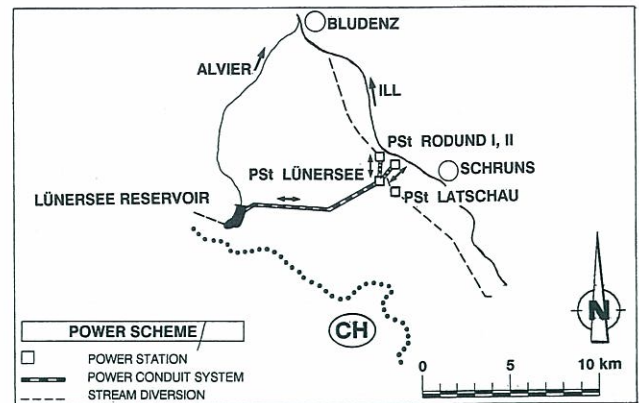 BLUDENZ
ALVIER
ILL
PSt RODUND I, II
PSt LÜNERSEE
SCHRUNS
LÜNERSEE RESERVOIR
PSt LATSCHAU
CH
N
POWER SCHEME
POWER STATION
POWER CONDUIT SYSTEM
STREAM DIVERSION
0 5 10 km